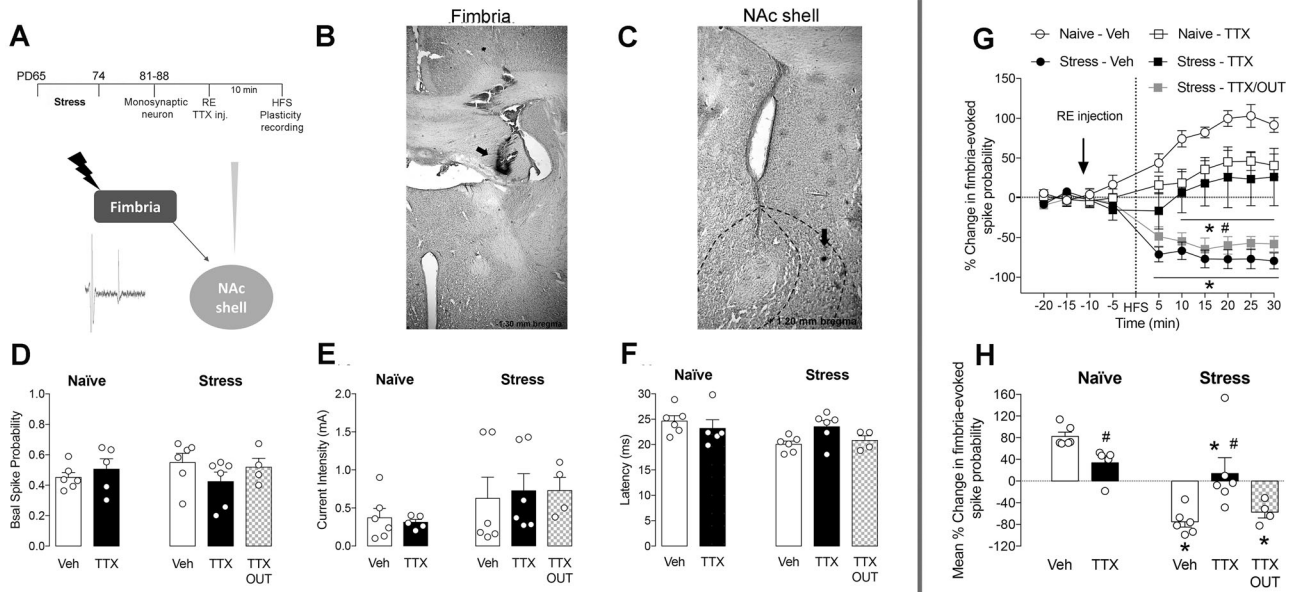 A
PD65
74
81-88
10 min
Stress
Monosynaptic
neuron
RE
TTX inj.
HFS
Plasticity
recording
Fimbria
NAc
shell
B
Fimbria
-1.30 mm bregma
C
NAc shell
1.20 mm bregma
D
Naïve
Stress
Bsal Spike Probability
1.0
0.8
0.6
0.4
0.2
0.0
Veh
TTX
Veh
TTX
TTX
OUT
E
Naïve
Stress
Current Intensity (mA)
2.0
1.5
1.0
0.5
0.0
Veh
TTX
Veh
TTX
TTX
OUT
F
Naïve
Stress
Latency (ms)
30
25
20
15
10
5
0
Veh
TTX
Veh
TTX
TTX
OUT
G
Naive - Veh
Naive - TTX
Stress - Veh
Stress - TTX
Stress - TTX/OUT
% Change in fimbria-evoked
spike probability
150
100
50
0
-50
-100
RE injection
* #
*
-20 -15 -10 -5 HFS 5 10 15 20 25 30
Time (min)
H
Naïve
Stress
Mean % Change in fimbria-evoked
spike probability
160
120
80
40
0
-40
-80
-120
#
* #
*
*
Veh
TTX
Veh
TTX
TTX
OUT